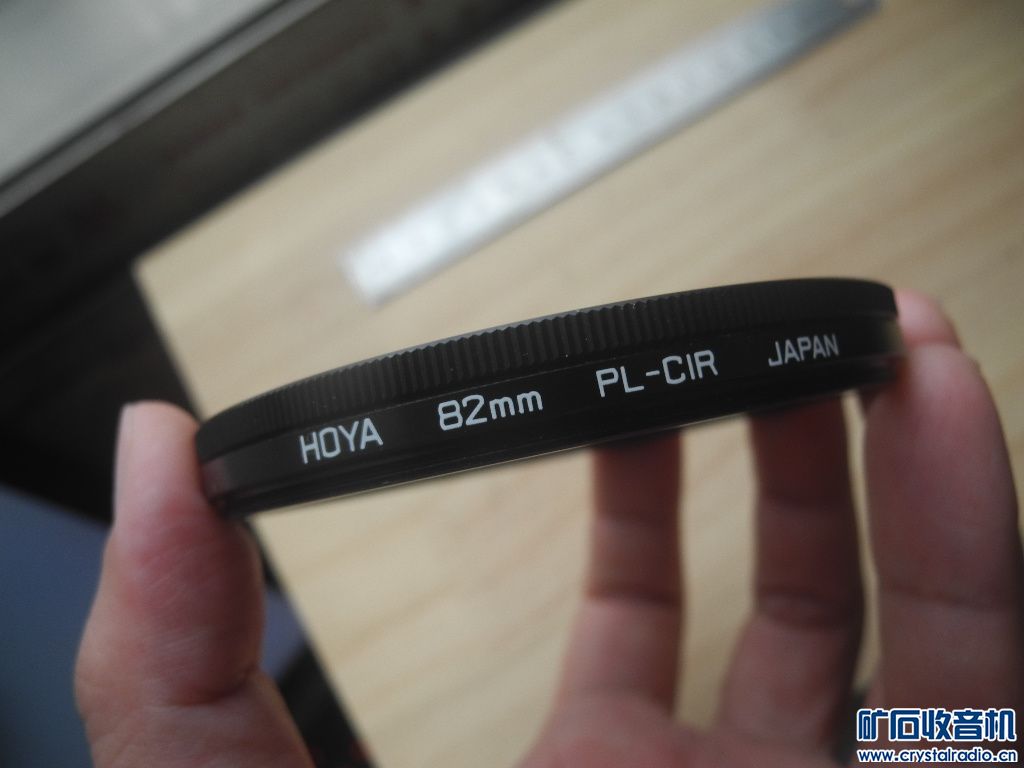 HOYA 82mm PL-CIR JAPAN
矿石收音机
www.crystalradio.cn